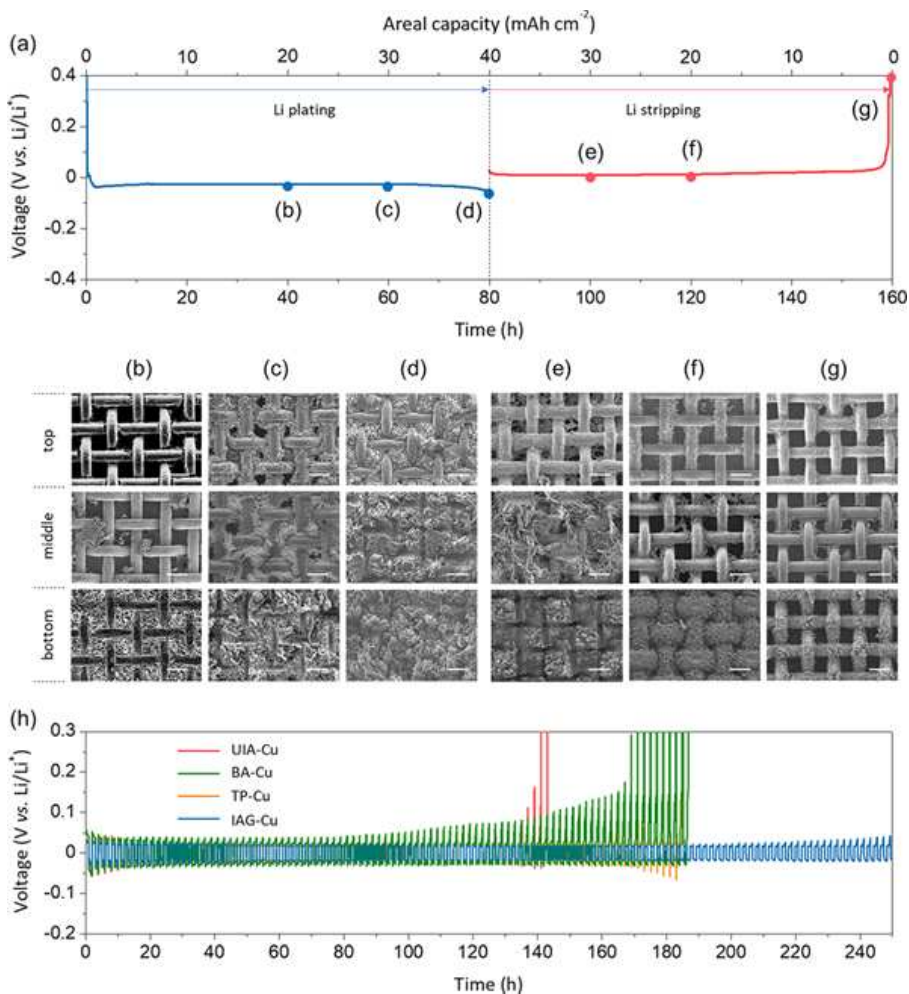 Areal capacity (mAh cm⁻²)
(a)
0 10 20 30 40 30 20 10 0
0.4
0.2
0
-0.2
-0.4
Voltage (V vs. Li/Li⁺)
Li plating
Li stripping
(b)
(c)
(d)
(e)
(f)
(g)
0 20 40 60 80 100 120 140 160
Time (h)
(b) (c) (d) (e) (f) (g)
top
middle
bottom
(h)
0.3
0.2
0.1
0
-0.1
-0.2
Voltage (V vs. Li/Li⁺)
UIA-Cu
BA-Cu
TP-Cu
IAG-Cu
0 20 40 60 80 100 120 140 160 180 200 220 240
Time (h)